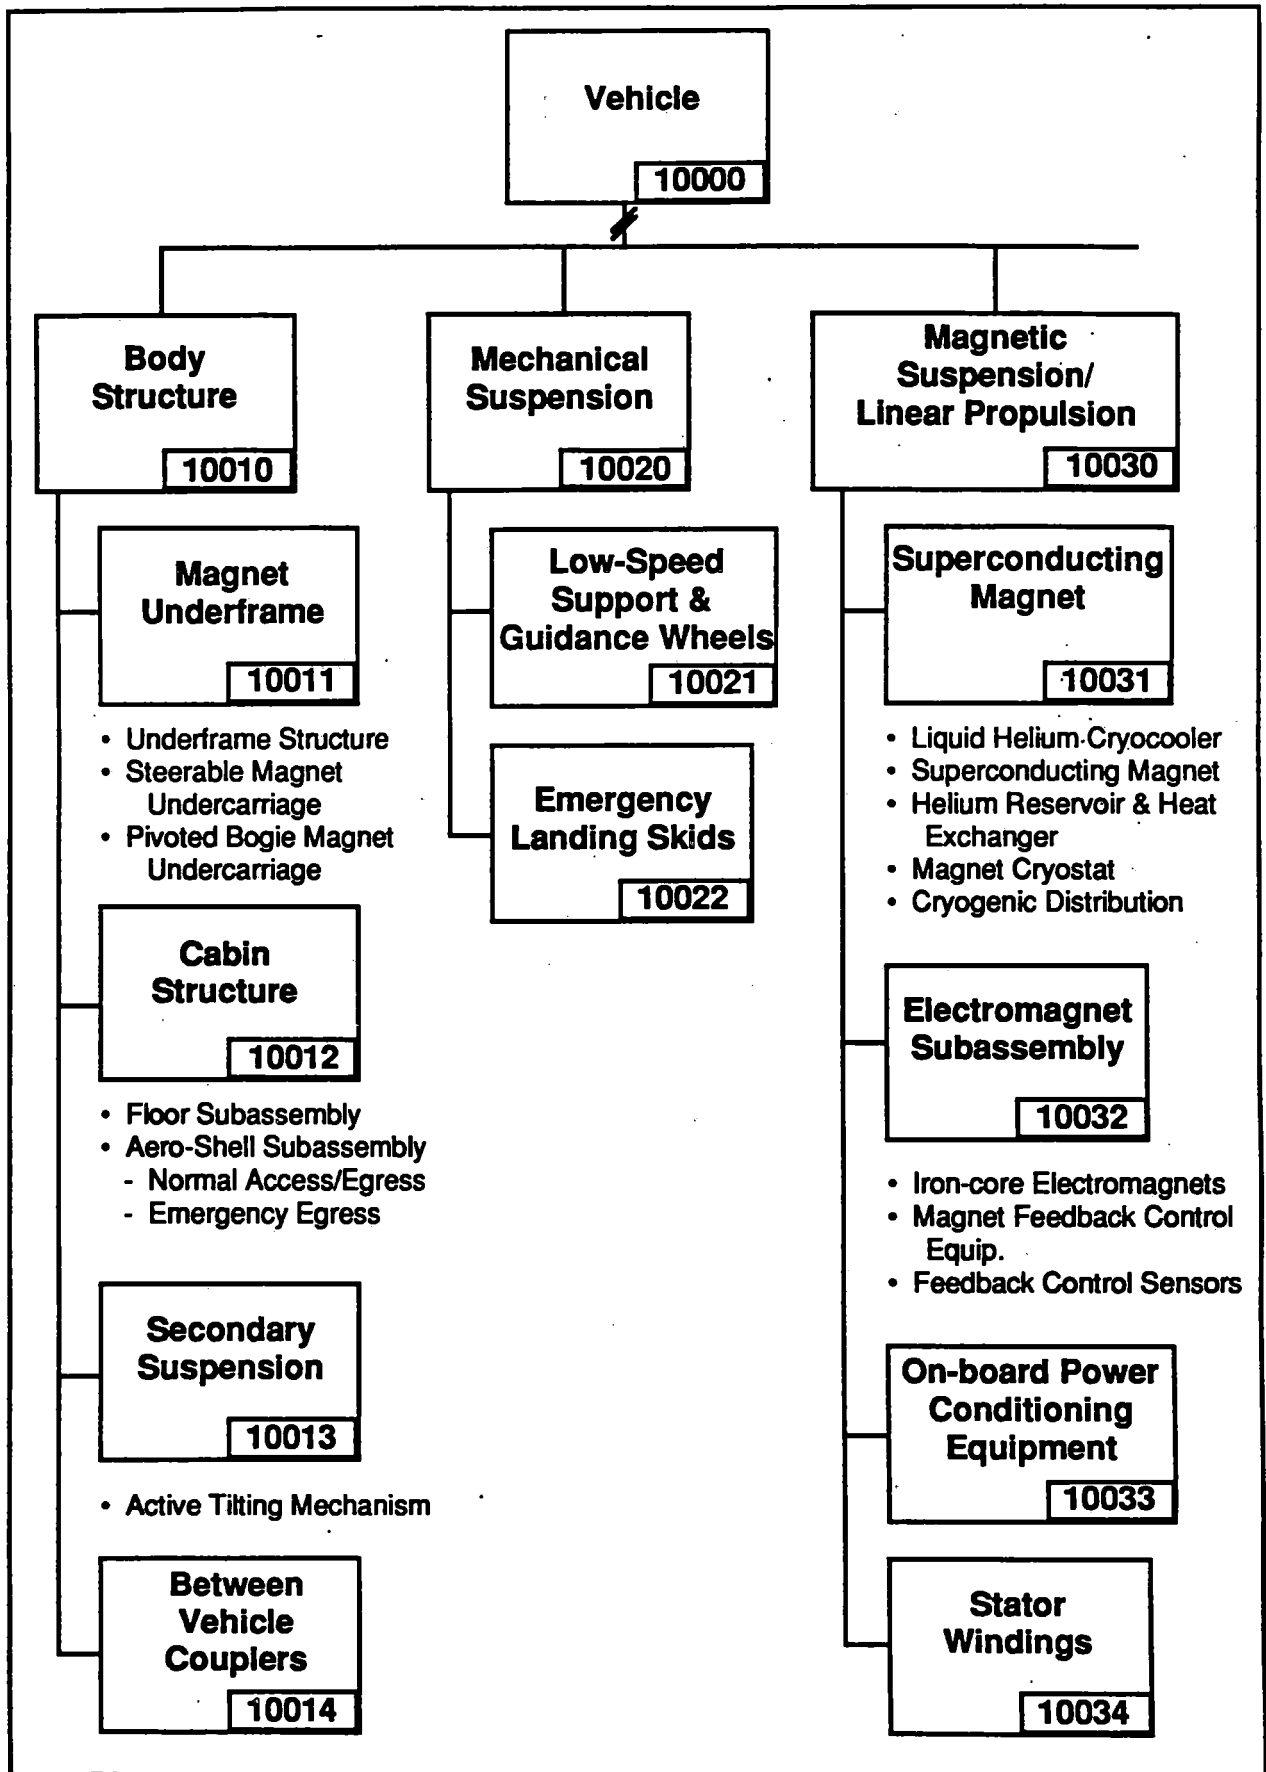 Vehicle
10000
Body
Structure
10010
Magnet
Underframe
10011
• Underframe Structure
• Steerable Magnet
Undercarriage
• Pivoted Bogie Magnet
Undercarriage
Cabin
Structure
10012
• Floor Subassembly
• Aero-Shell Subassembly
- Normal Access/Egress
- Emergency Egress
Secondary
Suspension
10013
• Active Tilting Mechanism
Between
Vehicle
Couplers
10014
Mechanical
Suspension
10020
Low-Speed
Support &
Guidance Wheels
10021
Emergency
Landing Skids
10022
Magnetic
Suspension/
Linear Propulsion
10030
Superconducting
Magnet
10031
• Liquid Helium Cryocooler
• Superconducting Magnet
• Helium Reservoir & Heat
Exchanger
• Magnet Cryostat
• Cryogenic Distribution
Electromagnet
Subassembly
10032
• Iron-core Electromagnets
• Magnet Feedback Control
Equip.
• Feedback Control Sensors
On-board Power
Conditioning
Equipment
10033
Stator
Windings
10034